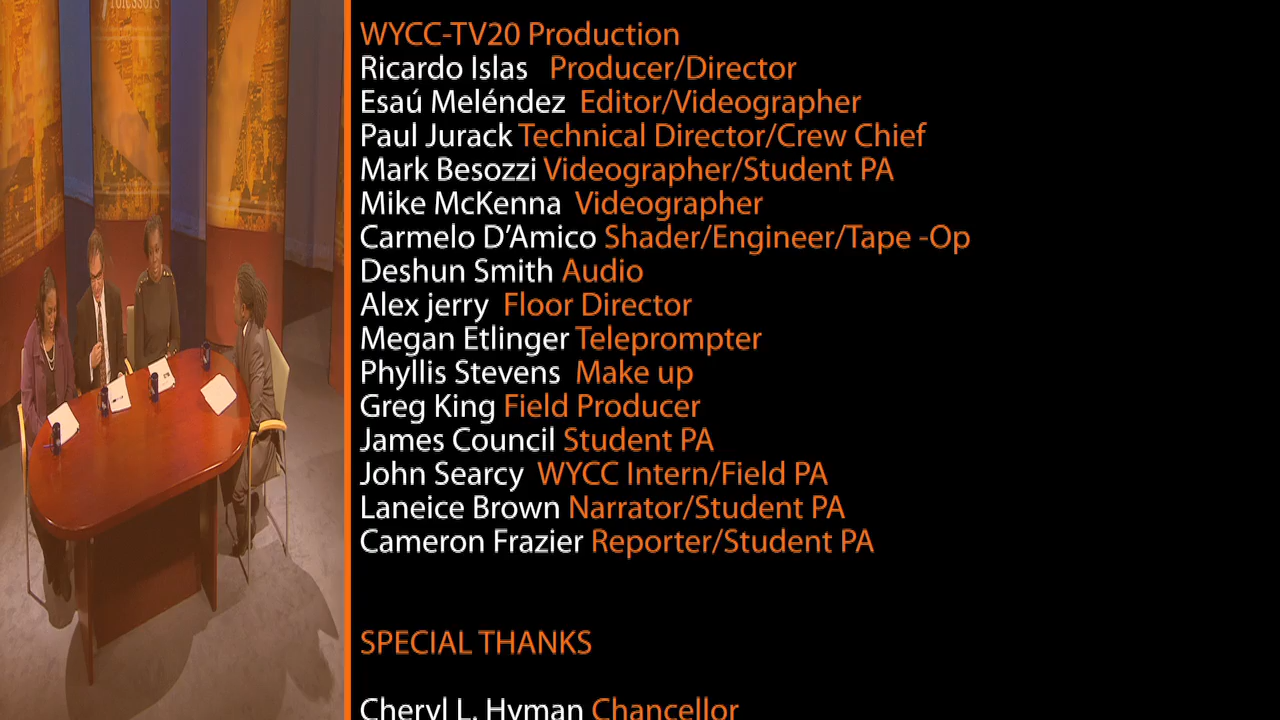 WYCC-TV20 Production
Ricardo Islas Producer/Director
Esaú Meléndez Editor/Videographer
Paul Jurack Technical Director/Crew Chief
Mark Besozzi Videographer/Student PA
Mike McKenna Videographer
Carmelo D’Amico Shader/Engineer/Tape -Op
Deshun Smith Audio
Alex jerry Floor Director
Megan Etlinger Teleprompter
Phyllis Stevens Make up
Greg King Field Producer
James Council Student PA
John Searcy WYCC Intern/Field PA
Laneice Brown Narrator/Student PA
Cameron Frazier Reporter/Student PA
SPECIAL THANKS
Cheryl L. Hyman Chancellor